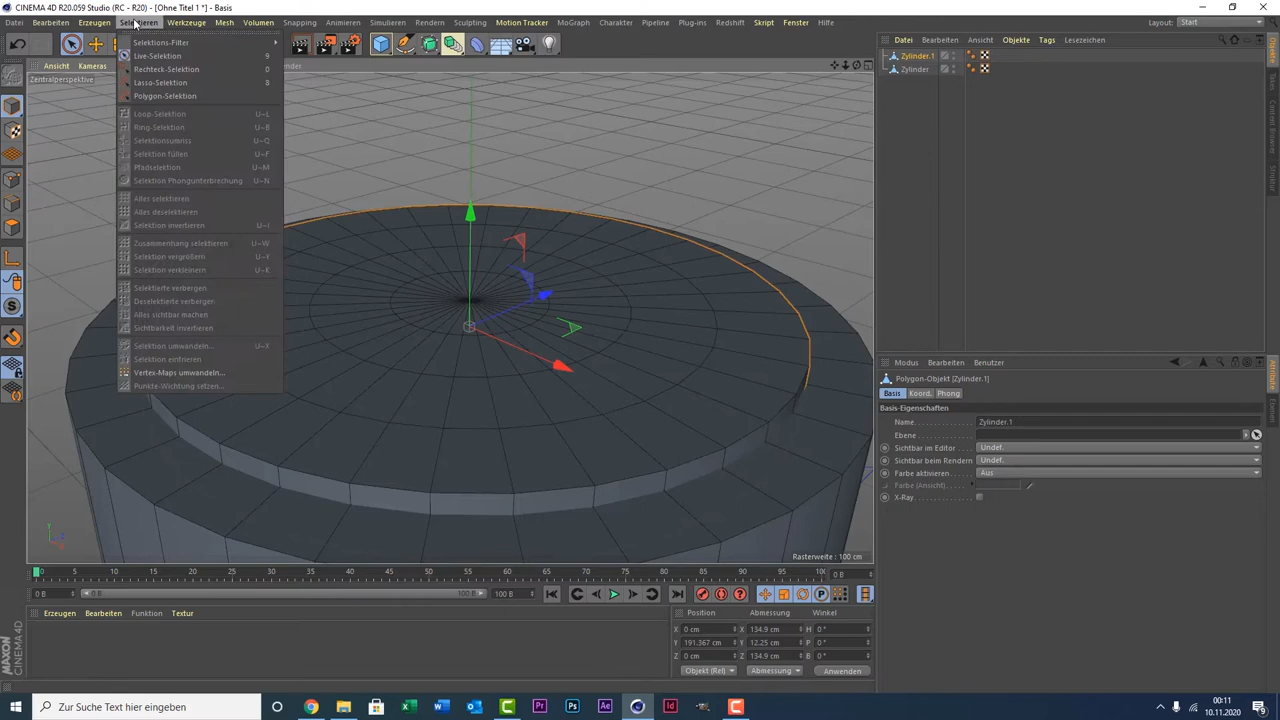 CINEMA 4D R20.059 Studio (RC - R20) - [Ohne Titel 1 *] - Basis
Datei Bearbeiten Erzeugen Selektieren Werkzeuge Mesh Volumen Snapping Animieren Simulieren Rendern Sculpting Motion Tracker MoGraph Charakter Pipeline Plug-ins Redshift Skript Fenster Hilfe Layout: Start
Datei Bearbeiten Ansicht Objekte Tags Lesezeichen
Zylinder.1
Zylinder
Ansicht Kameras
Zentralperspektive
Selektions-Filter
Live-Selektion 9
Rechteck-Selektion 0
Lasso-Selektion 8
Polygon-Selektion
Loop-Selektion U~L
Ring-Selektion U~B
Selektionsumriss U~Q
Selektion füllen U~F
Pfadselektion U~M
Selektion Phongunterbrechung U~N
Alles selektieren
Alles deselektieren
Selektion invertieren U~I
Zusammenhang selektieren U~W
Selektion vergrößern U~Y
Selektion verkleinern U~K
Selektierte verbergen
Deselektierte verbergen
Alles sichtbar machen
Sichtbarkeit invertieren
Selektion umwandeln... U~X
Selektion einfrieren
Vertex-Maps umwandeln...
Punkte-Wichtung setzen...
Rasterweite : 100 cm
Objekte
Takes
Content Browser
Struktur
Modus Bearbeiten Benutzer
Polygon-Objekt [Zylinder.1]
Basis Koord. Phong
Basis-Eigenschaften
Name Zylinder.1
Ebene
Sichtbar im Editor Undef.
Sichtbar beim Rendern Undef.
Farbe aktivieren Aus
Farbe (Ansicht)
X-Ray
Attribute
Ebenen
0 5 10 15 20 25 30 35 40 45 50 55 60 65 70 75 80 85 90 95 100 0 B
0 B 0 B 100 B 100 B
Erzeugen Bearbeiten Funktion Textur
Position Abmessung Winkel
X 0 cm X 134.9 cm H 0 °
Y 191.367 cm Y 12.25 cm P 0 °
Z 0 cm Z 134.9 cm B 0 °
Objekt (Rel) Abmessung Anwenden
MAXON CINEMA 4D
Zur Suche Text hier eingeben
00:11
10.11.2020